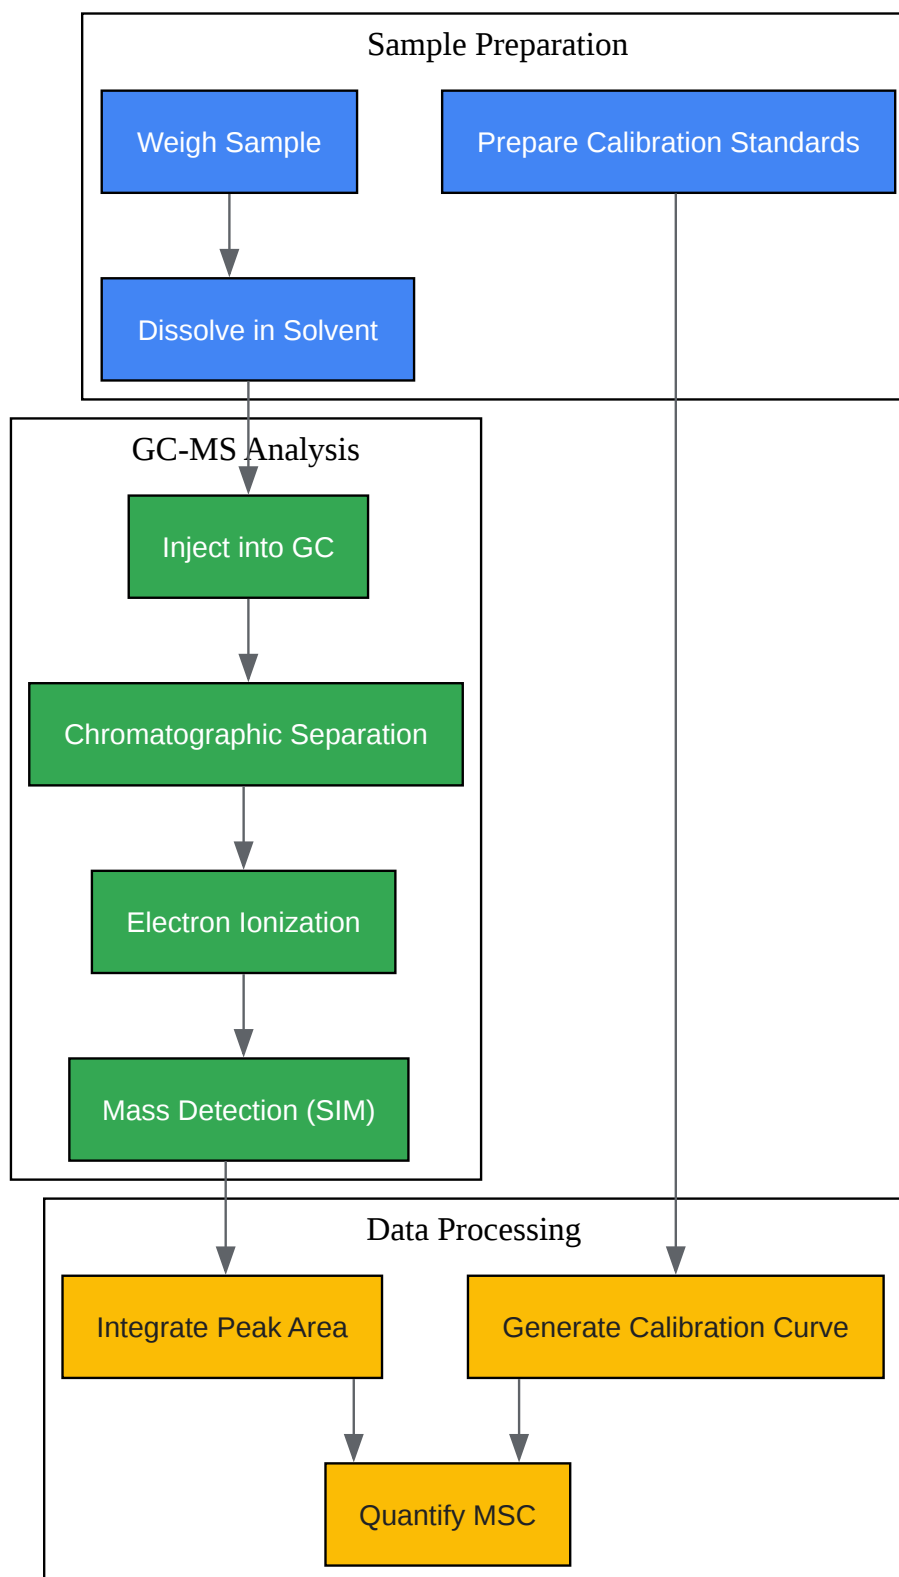 Sample Preparation
Weigh Sample
Prepare Calibration Standards
Dissolve in Solvent
GC-MS Analysis
Inject into GC
Chromatographic Separation
Electron Ionization
Mass Detection (SIM)
Data Processing
Integrate Peak Area
Generate Calibration Curve
Quantify MSC